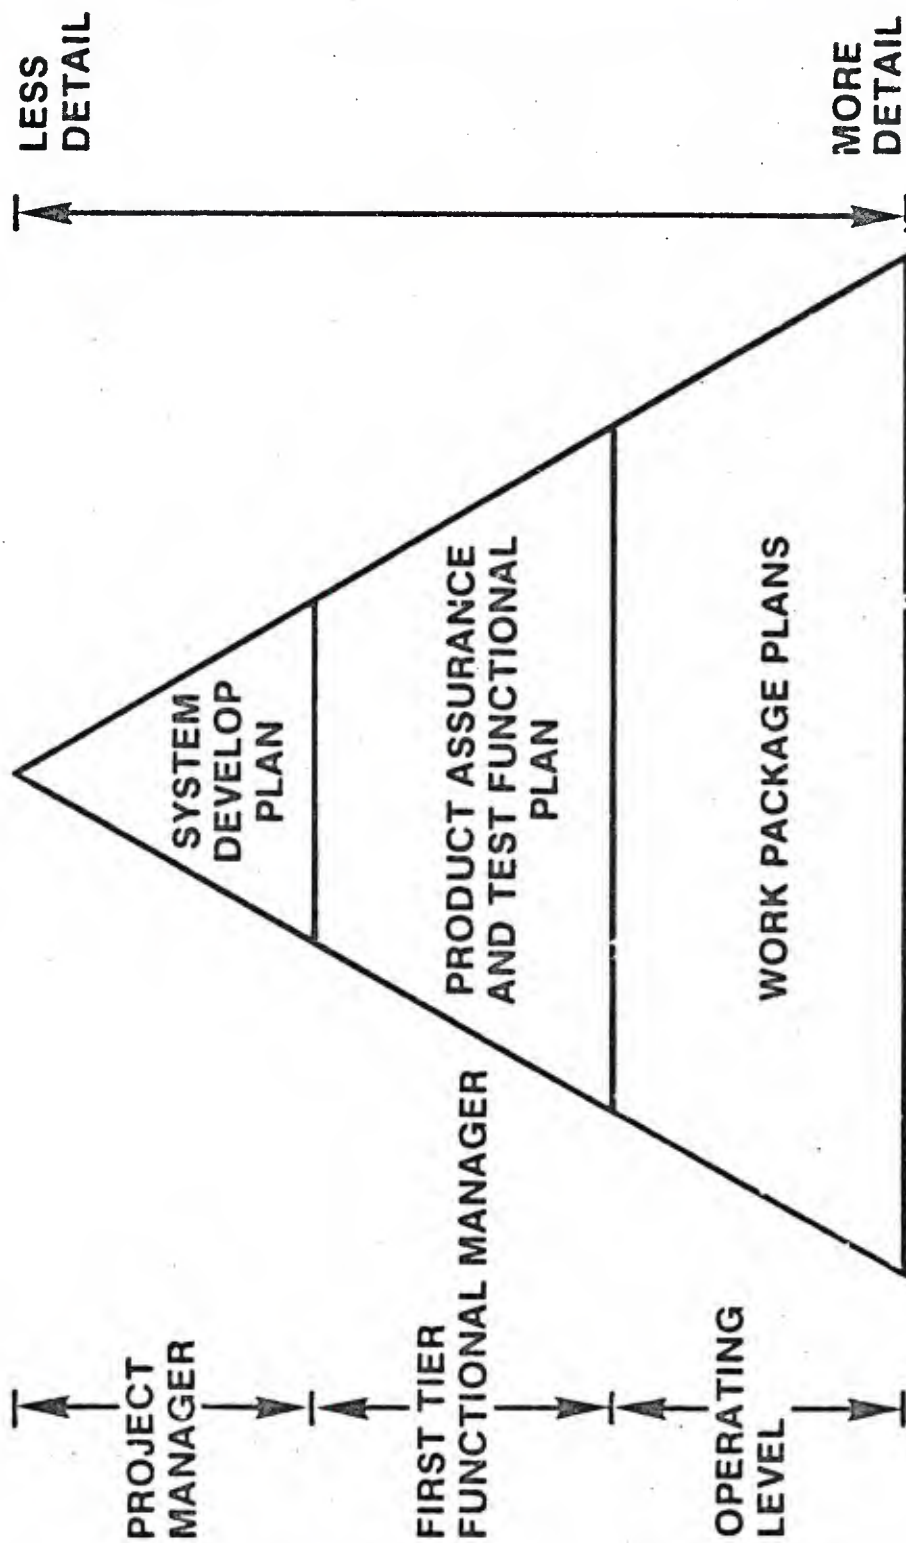 PROJECT
MANAGER
FIRST TIER
FUNCTIONAL MANAGER
OPERATING
LEVEL
SYSTEM
DEVELOP
PLAN
PRODUCT ASSURANCE
AND TEST FUNCTIONAL
PLAN
WORK PACKAGE PLANS
LESS
DETAIL
MORE
DETAIL